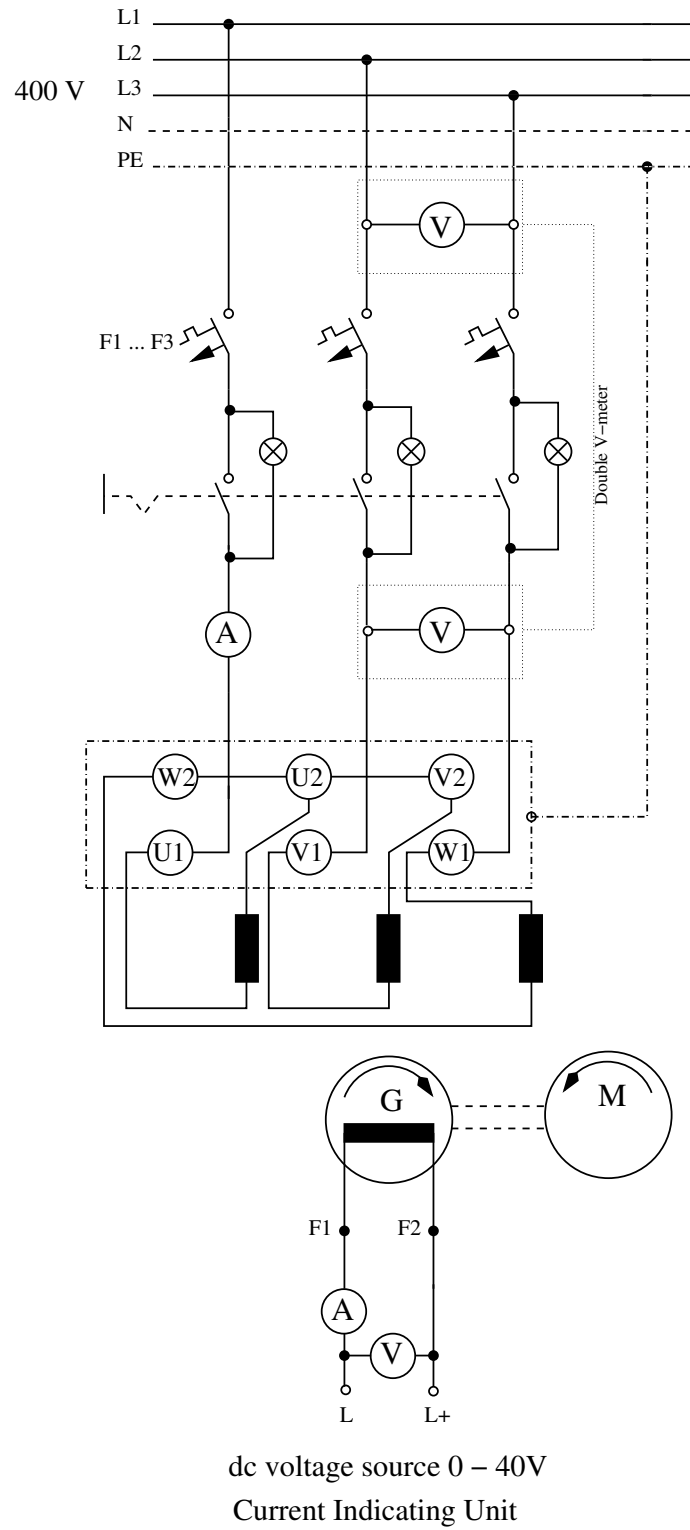 L1
L2
400 V L3
N
PE
V
F1 ... F3
Double V-meter
A V
W2 U2 V2
U1 V1 W1
G M
F1 F2
A
V
L L+
dc voltage source 0 – 40V
Current Indicating Unit